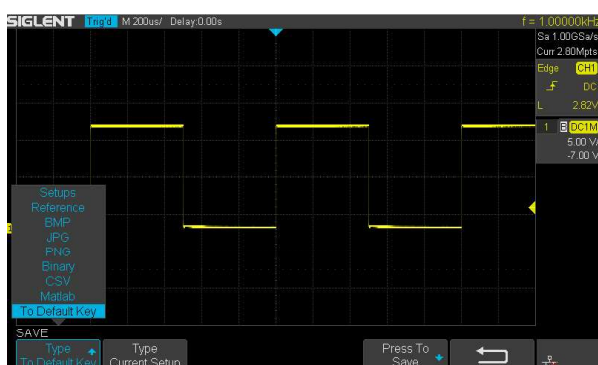 SIGLENT Trig'd M 200us/ Delay:0.00s f = 1.00000kHz
Sa 1.00GSa/s
Curr 2.80Mpts
Edge CH1
DC
L 2.82V
1 B DC1M
5.00 V/
-7.00 V
Setups
Reference
BMP
JPG
PNG
Binary
CSV
Matlab
To Default Key
SAVE
Type Type Press To
To Default Key Current Setup Save